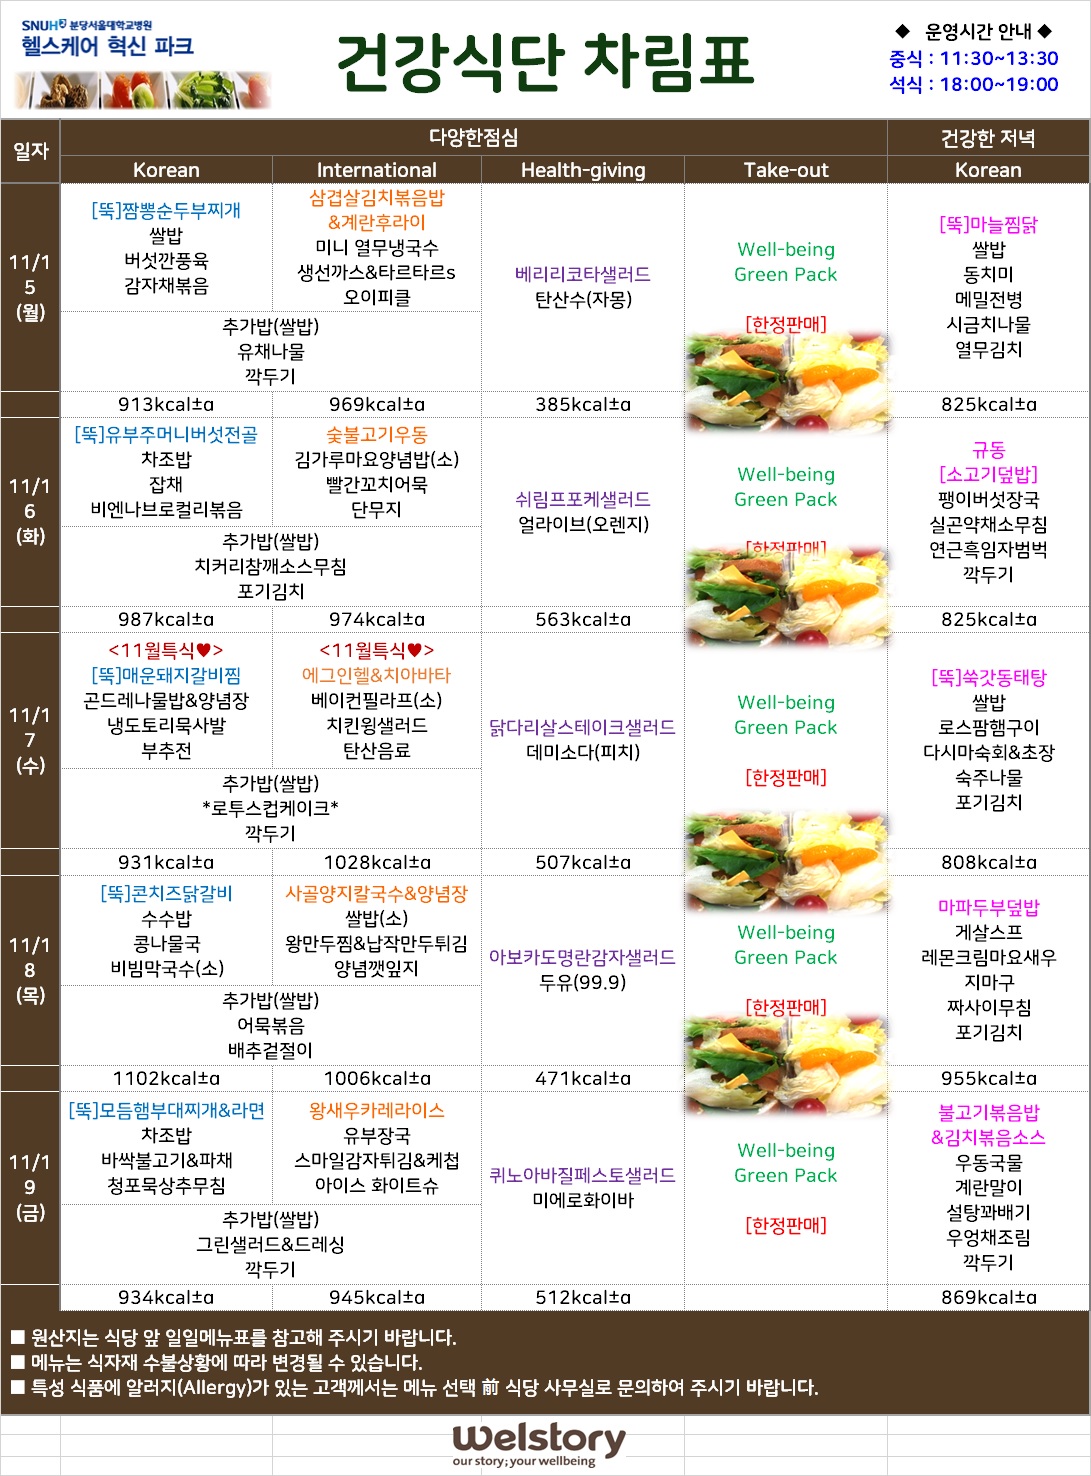 SNUH 분당서울대학교병원
헬스케어 혁신 파크
건강식단 차림표
◆ 운영시간 안내 ◆
중식 : 11:30~13:30
석식 : 18:00~19:00
일자
다양한점심
건강한 저녁
Korean
International
Health-giving
Take-out
Korean
11/1
5
(월)
[뚝]짬뽕순두부찌개
쌀밥
버섯깐풍육
감자채볶음
삼겹살김치볶음밥
&계란후라이
미니 열무냉국수
생선까스&타르타르s
오이피클
추가밥(쌀밥)
유채나물
깍두기
베리리코타샐러드
탄산수(자몽)
Well-being
Green Pack
[한정판매]
[뚝]마늘찜닭
쌀밥
동치미
메밀전병
시금치나물
열무김치
913kcal±α
969kcal±α
385kcal±α
825kcal±α
11/1
6
(화)
[뚝]유부주머니버섯전골
차조밥
잡채
비엔나브로컬리볶음
숯불고기우동
김가루마요양념밥(소)
빨간꼬치어묵
단무지
추가밥(쌀밥)
치커리참깨소스무침
포기김치
쉬림프포케샐러드
얼라이브(오렌지)
Well-being
Green Pack
[한정판매]
규동
[소고기덮밥]
팽이버섯장국
실곤약채소무침
연근흑임자범벅
깍두기
987kcal±α
974kcal±α
563kcal±α
825kcal±α
11/1
7
(수)
<11월특식♥>
[뚝]매운돼지갈비찜
곤드레나물밥&양념장
냉도토리묵사발
부추전
<11월특식♥>
에그인헬&치아바타
베이컨필라프(소)
치킨윙샐러드
탄산음료
추가밥(쌀밥)
*로투스컵케이크*
깍두기
닭다리살스테이크샐러드
데미소다(피치)
Well-being
Green Pack
[한정판매]
[뚝]쑥갓동태탕
쌀밥
로스팜햄구이
다시마숙회&초장
숙주나물
포기김치
931kcal±α
1028kcal±α
507kcal±α
808kcal±α
11/1
8
(목)
[뚝]콘치즈닭갈비
수수밥
콩나물국
비빔막국수(소)
사골양지칼국수&양념장
쌀밥(소)
왕만두찜&납작만두튀김
양념깻잎지
추가밥(쌀밥)
어묵볶음
배추겉절이
아보카도명란감자샐러드
두유(99.9)
Well-being
Green Pack
[한정판매]
마파두부덮밥
게살스프
레몬크림마요새우
지마구
짜사이무침
포기김치
1102kcal±α
1006kcal±α
471kcal±α
955kcal±α
11/1
9
(금)
[뚝]모듬햄부대찌개&라면
차조밥
바싹불고기&파채
청포묵상추무침
왕새우카레라이스
유부장국
스마일감자튀김&케첩
아이스 화이트슈
추가밥(쌀밥)
그린샐러드&드레싱
깍두기
퀴노아바질페스토샐러드
미에로화이바
Well-being
Green Pack
[한정판매]
불고기볶음밥
&김치볶음소스
우동국물
계란말이
설탕꽈배기
우엉채조림
깍두기
934kcal±α
945kcal±α
512kcal±α
869kcal±α
■ 원산지는 식당 앞 일일메뉴표를 참고해 주시기 바랍니다.
■ 메뉴는 식자재 수불상황에 따라 변경될 수 있습니다.
■ 특성 식품에 알러지(Allergy)가 있는 고객께서는 메뉴 선택 前 식당 사무실로 문의하여 주시기 바랍니다.
welstory
our story; your wellbeing